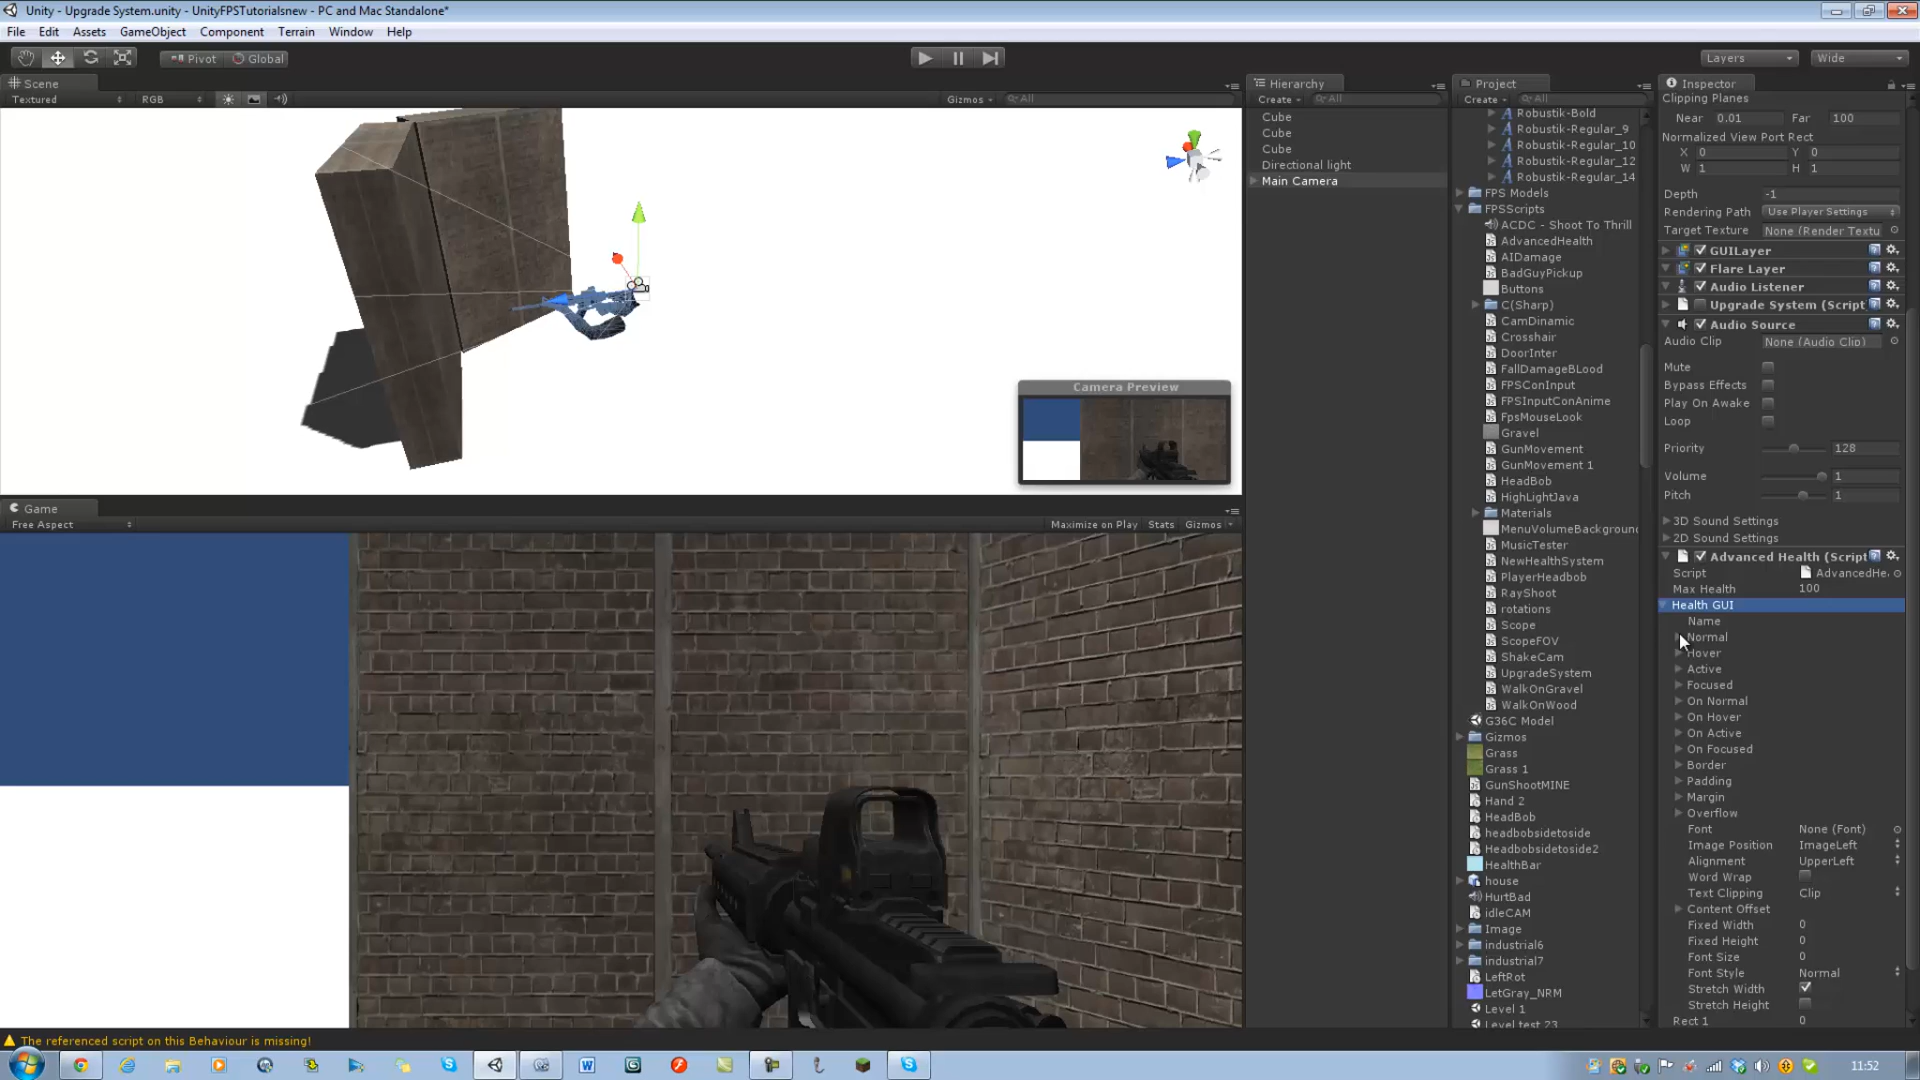 Unity - Upgrade System.unity - UnityFPSTutorialsnew - PC and Mac Standalone*
File Edit Assets GameObject Component Terrain Window Help
Pivot Global
Layers Wide
Scene
Textured RGB Gizmos All
Camera Preview
Game
Free Aspect Maximize on Play Stats Gizmos
Hierarchy
Create All
Cube
Cube
Cube
Directional light
Main Camera
Project
Create All
Robustik-Bold
Robustik-Regular_9
Robustik-Regular_10
Robustik-Regular_12
Robustik-Regular_14
FPS Models
FPSScripts
ACDC - Shoot To Thrill
AdvancedHealth
AIDamage
BadGuyPickup
Buttons
C(Sharp)
CamDinamic
Crosshair
DoorInter
FallDamageBLood
FPSConInput
FPSInputConAnime
FpsMouseLook
Gravel
GunMovement
GunMovement 1
HeadBob
HighLightJava
Materials
MenuVolumeBackground
MusicTester
NewHealthSystem
PlayerHeadbob
RayShoot
rotations
Scope
ScopeFOV
ShakeCam
UpgradeSystem
WalkOnGravel
WalkOnWood
G36C Model
Gizmos
Grass
Grass 1
GunShootMINE
Hand 2
HeadBob
headbobsidetoside
Headbobsidetoside2
HealthBar
house
HurtBad
idleCAM
Image
industrial6
industrial7
LeftRot
LetGray_NRM
Level 1
Level test 23
Inspector
Clipping Planes
Near 0.01 Far 100
Normalized View Port Rect
X 0 Y 0
W 1 H 1
Depth -1
Rendering Path Use Player Settings
Target Texture None (Render Textu
GUILayer
Flare Layer
Audio Listener
Upgrade System (Script
Audio Source
Audio Clip None (Audio Clip)
Mute
Bypass Effects
Play On Awake
Loop
Priority 128
Volume 1
Pitch 1
3D Sound Settings
2D Sound Settings
Advanced Health (Script
Script AdvancedHe
Max Health 100
Health GUI
Name
Normal
Hover
Active
Focused
On Normal
On Hover
On Active
On Focused
Border
Padding
Margin
Overflow
Font None (Font)
Image Position ImageLeft
Alignment UpperLeft
Word Wrap
Text Clipping Clip
Content Offset
Fixed Width 0
Fixed Height 0
Font Size 0
Font Style Normal
Stretch Width
Stretch Height
Rect 1 0
The referenced script on this Behaviour is missing!
11:52